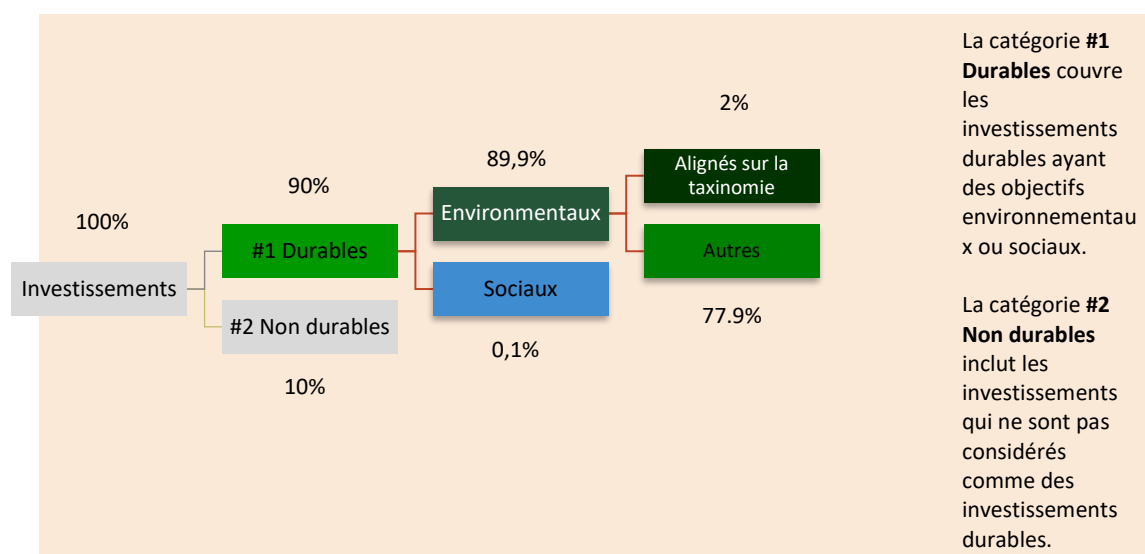 100%
Investissements
90%
#1 Durables
#2 Non durables
10%
89,9%
Environmentaux
Sociaux
0,1%
2%
Alignés sur la
taxinomie
Autres
77.9%
La catégorie #1
Durables couvre
les
investissements
durables ayant
des objectifs
environnementau
x ou sociaux.
La catégorie #2
Non durables
inclut les
investissements
qui ne sont pas
considérés
comme des
investissements
durables.